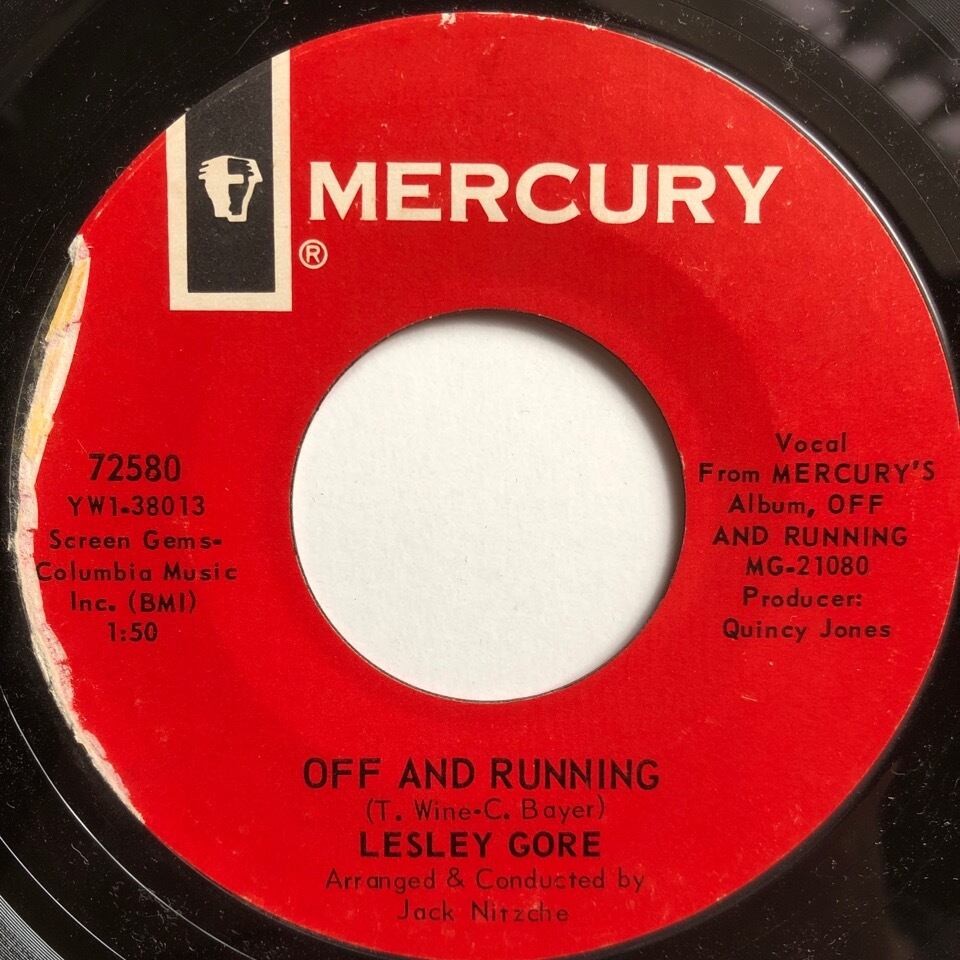 MERCURY
®
72580
YW1-38013
Screen Gems-
Columbia Music
Inc. (BMI)
1:50
Vocal
From MERCURY'S
Album, OFF
AND RUNNING
MG-21080
Producer:
Quincy Jones
OFF AND RUNNING
(T. Wine-C. Bayer)
LESLEY GORE
Arranged & Conducted by
Jack Nitzche